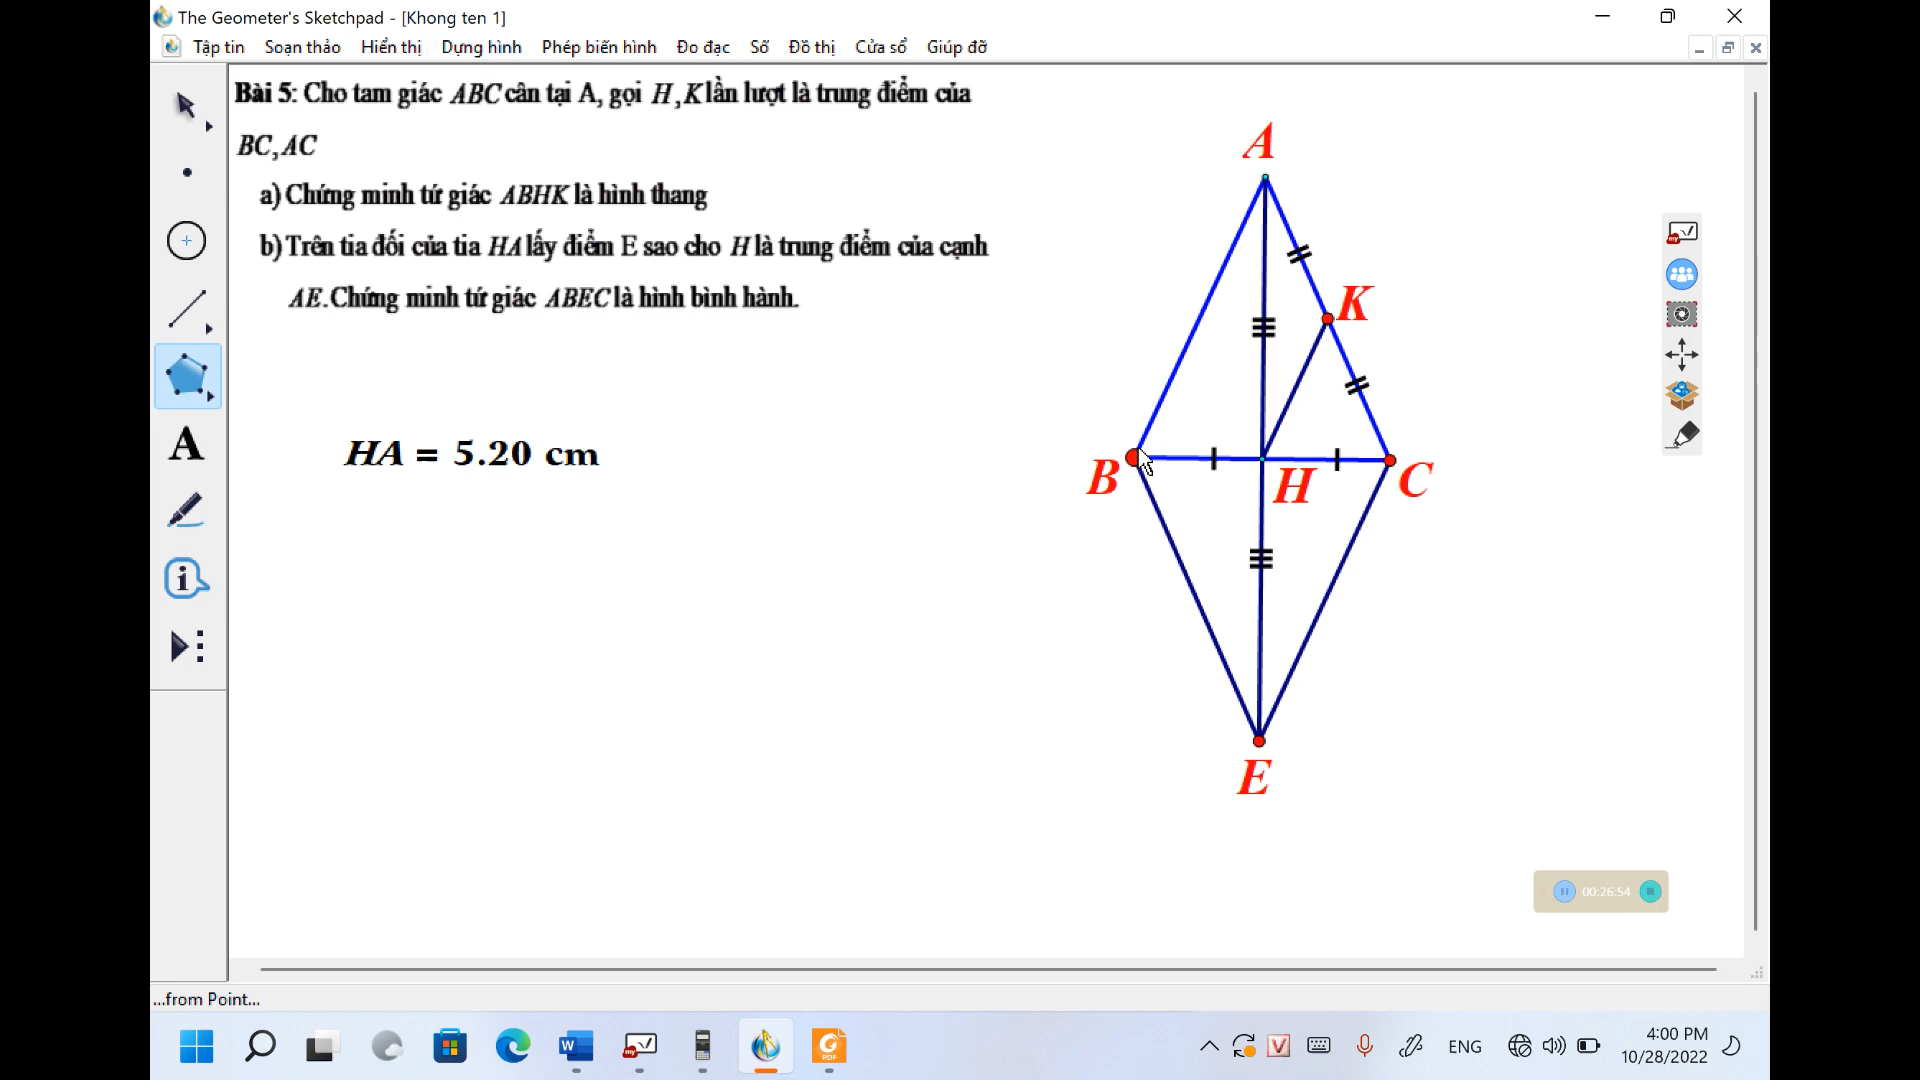 The Geometer's Sketchpad - [Khong ten 1]
Tập tin Soạn thảo Hiển thị Dựng hình Phép biến hình Đo đạc Số Đồ thị Cửa sổ Giúp đỡ
Bài 5: Cho tam giác ABC cân tại A, gọi H,K lần lượt là trung điểm của
BC,AC
a) Chứng minh tứ giác ABHK là hình thang
b) Trên tia đối của tia HA lấy điểm E sao cho H là trung điểm của cạnh
AE.Chứng minh tứ giác ABEC là hình bình hành.
HA = 5.20 cm
A
K
B
H
C
E
A
my
00:26:54
...from Point...
W
my
G
PDF
V
ENG
4:00 PM
10/28/2022